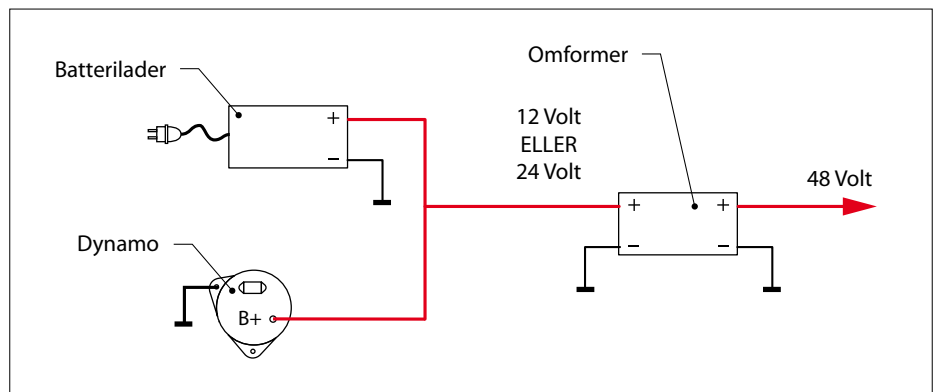 Batterilader
+
–
Omformer
12 Volt
ELLER
24 Volt
48 Volt
+ +
– –
Dynamo
B+